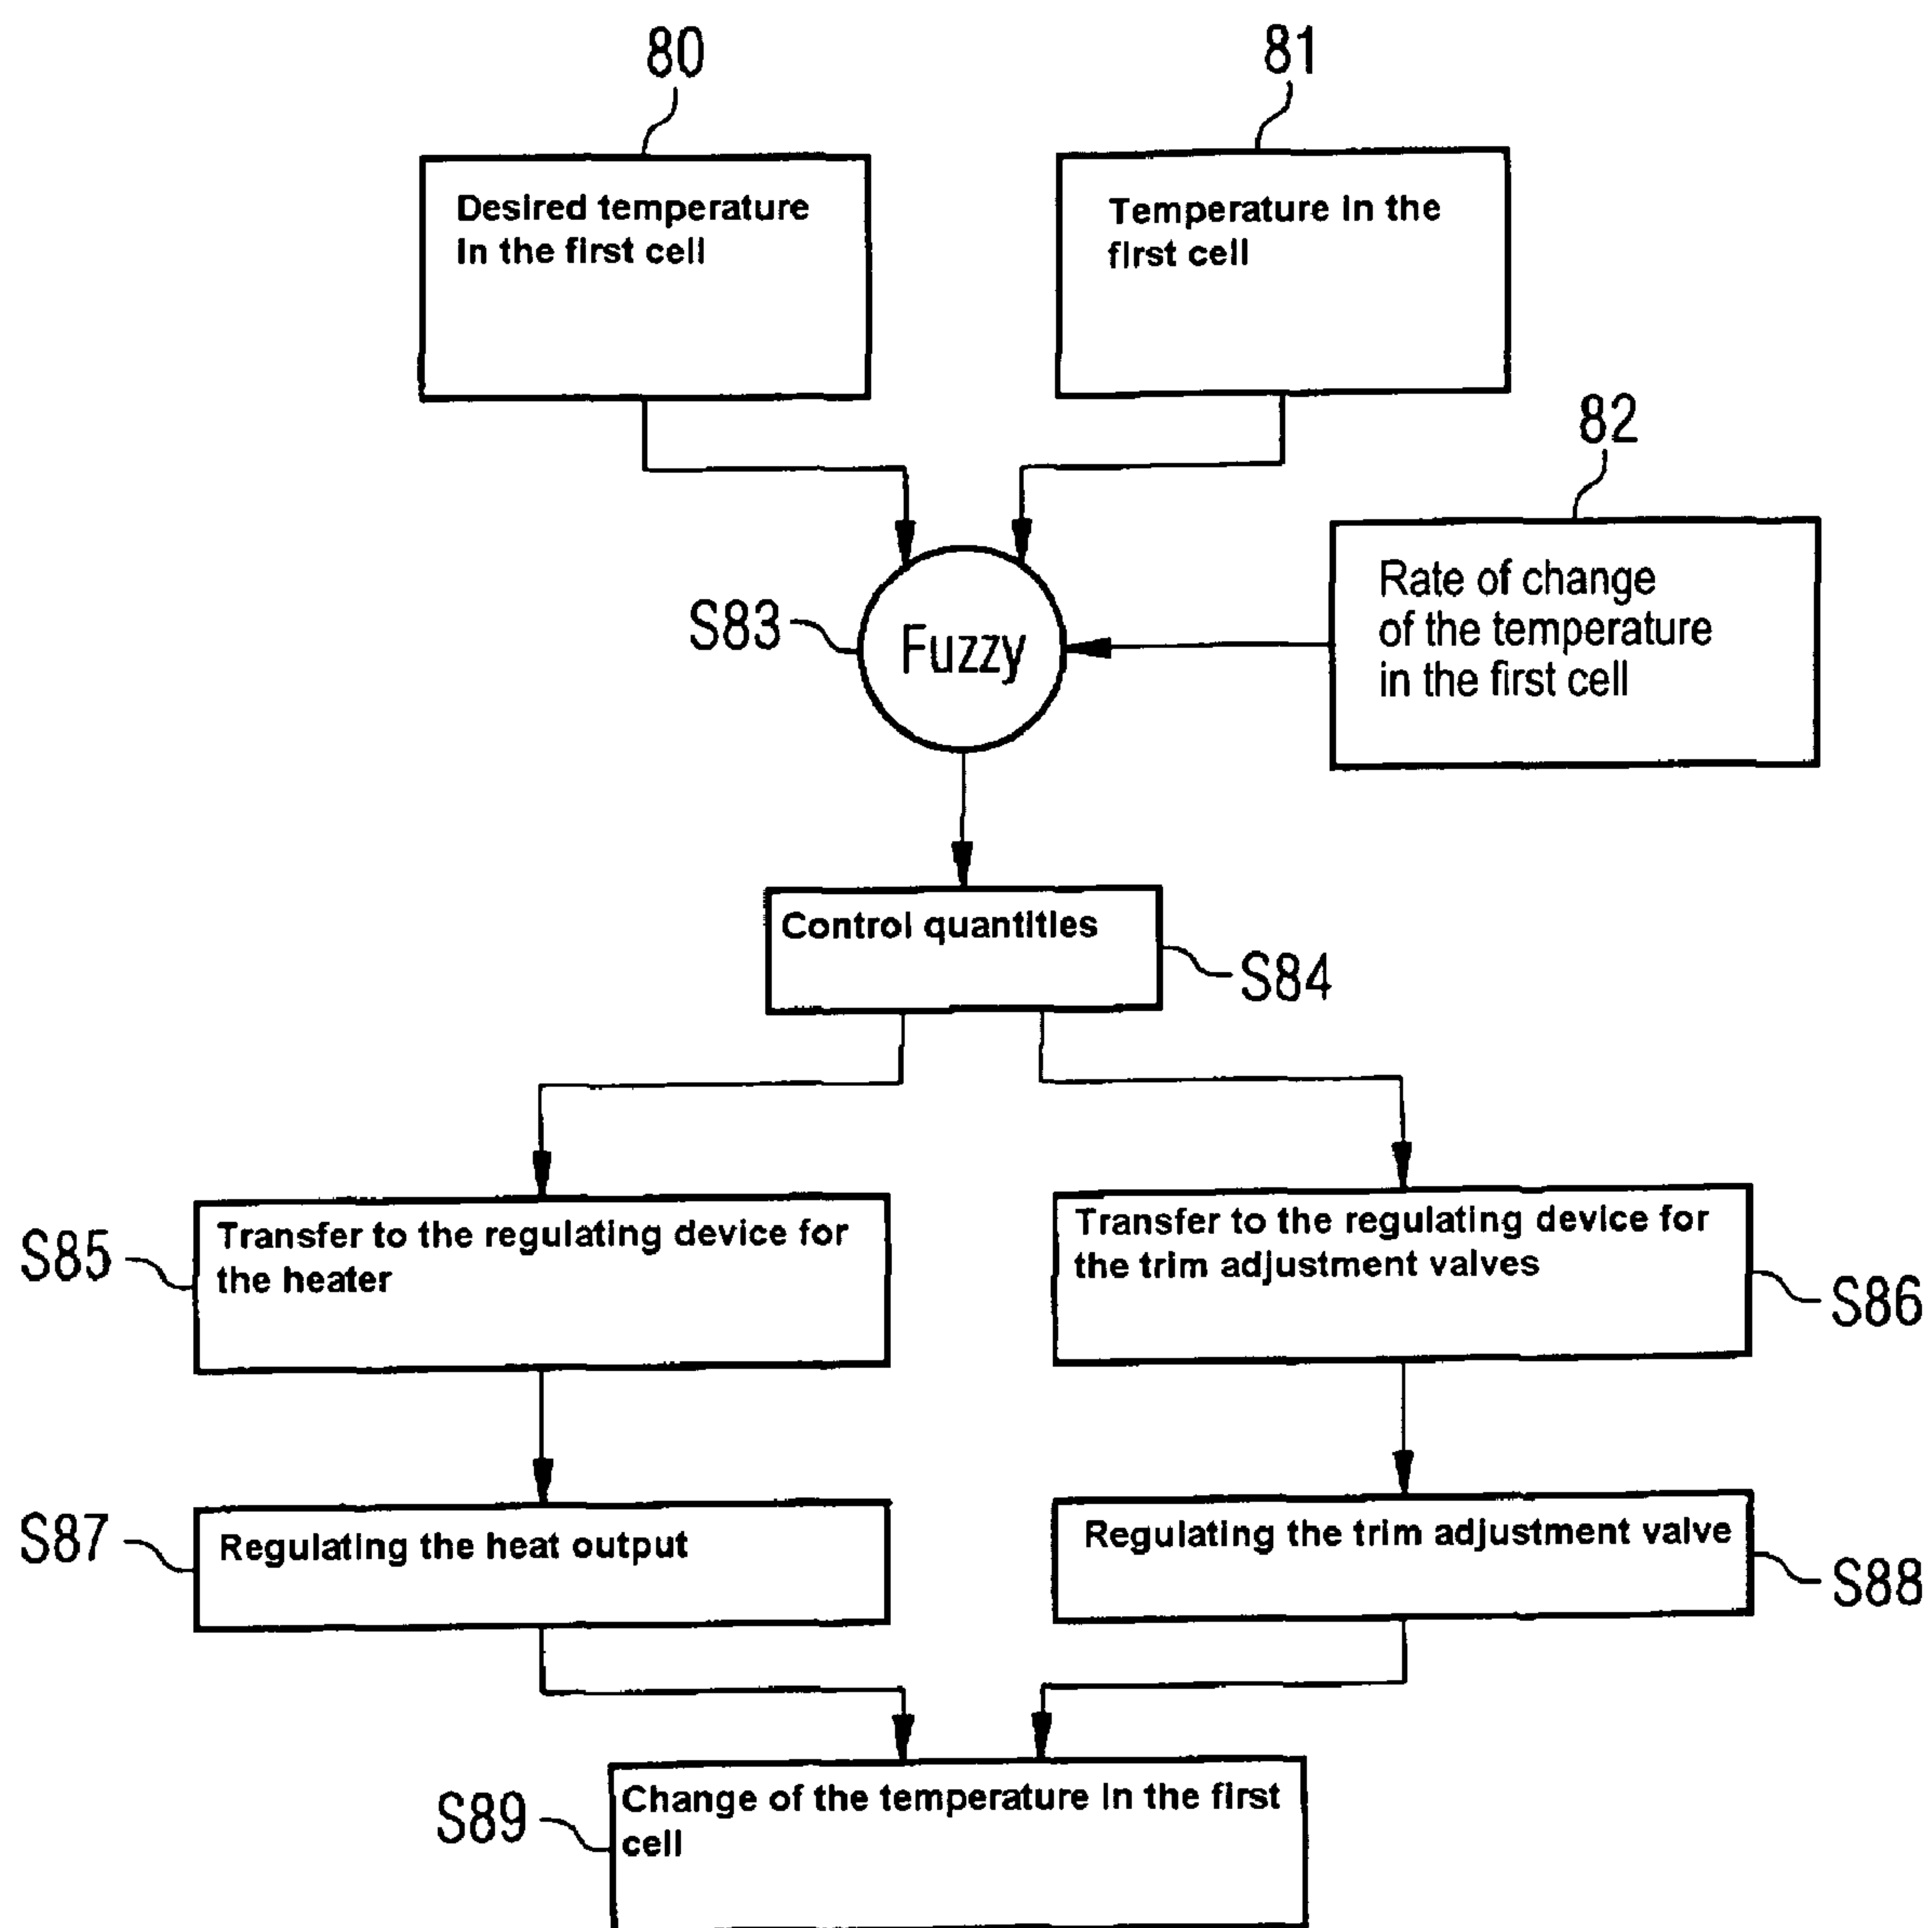 80
81
Desired temperature
In the first cell
Temperature in the
first cell
82
Rate of change
of the temperature
in the first cell
S83
Fuzzy
Control quantities
S84
Transfer to the regulating device for
the heater
S85
Transfer to the regulating device for
the trim adjustment valves
S86
S87
Regulating the heat output
Regulating the trim adjustment valve
S88
S89
Change of the temperature In the first
cell